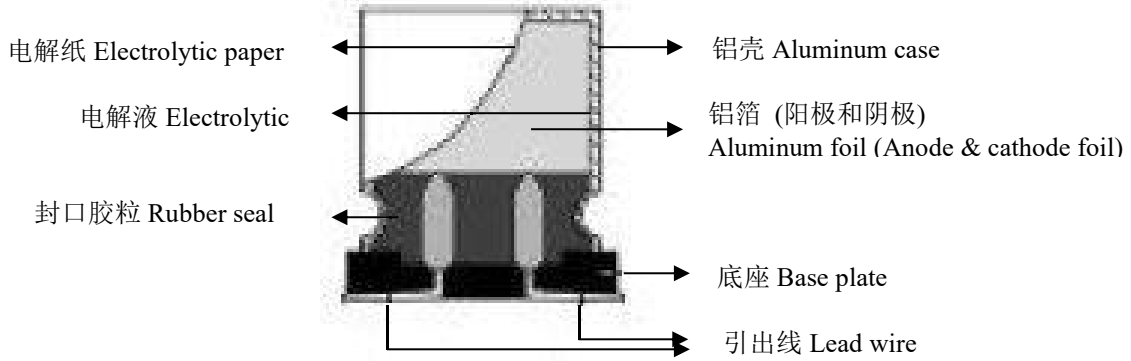 电解纸 Electrolytic paper
铝壳 Aluminum case
电解液 Electrolytic
铝箔 (阳极和阴极)
Aluminum foil (Anode & cathode foil)
封口胶粒 Rubber seal
底座 Base plate
引出线 Lead wire